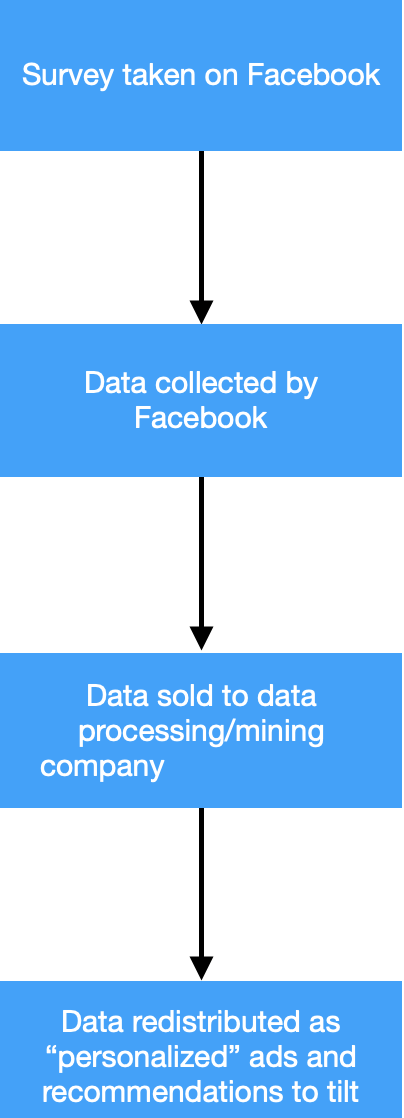 Survey taken on Facebook
Data collected by
Facebook
Data sold to data
processing/mining
company
Data redistributed as
“personalized” ads and
recommendations to tilt